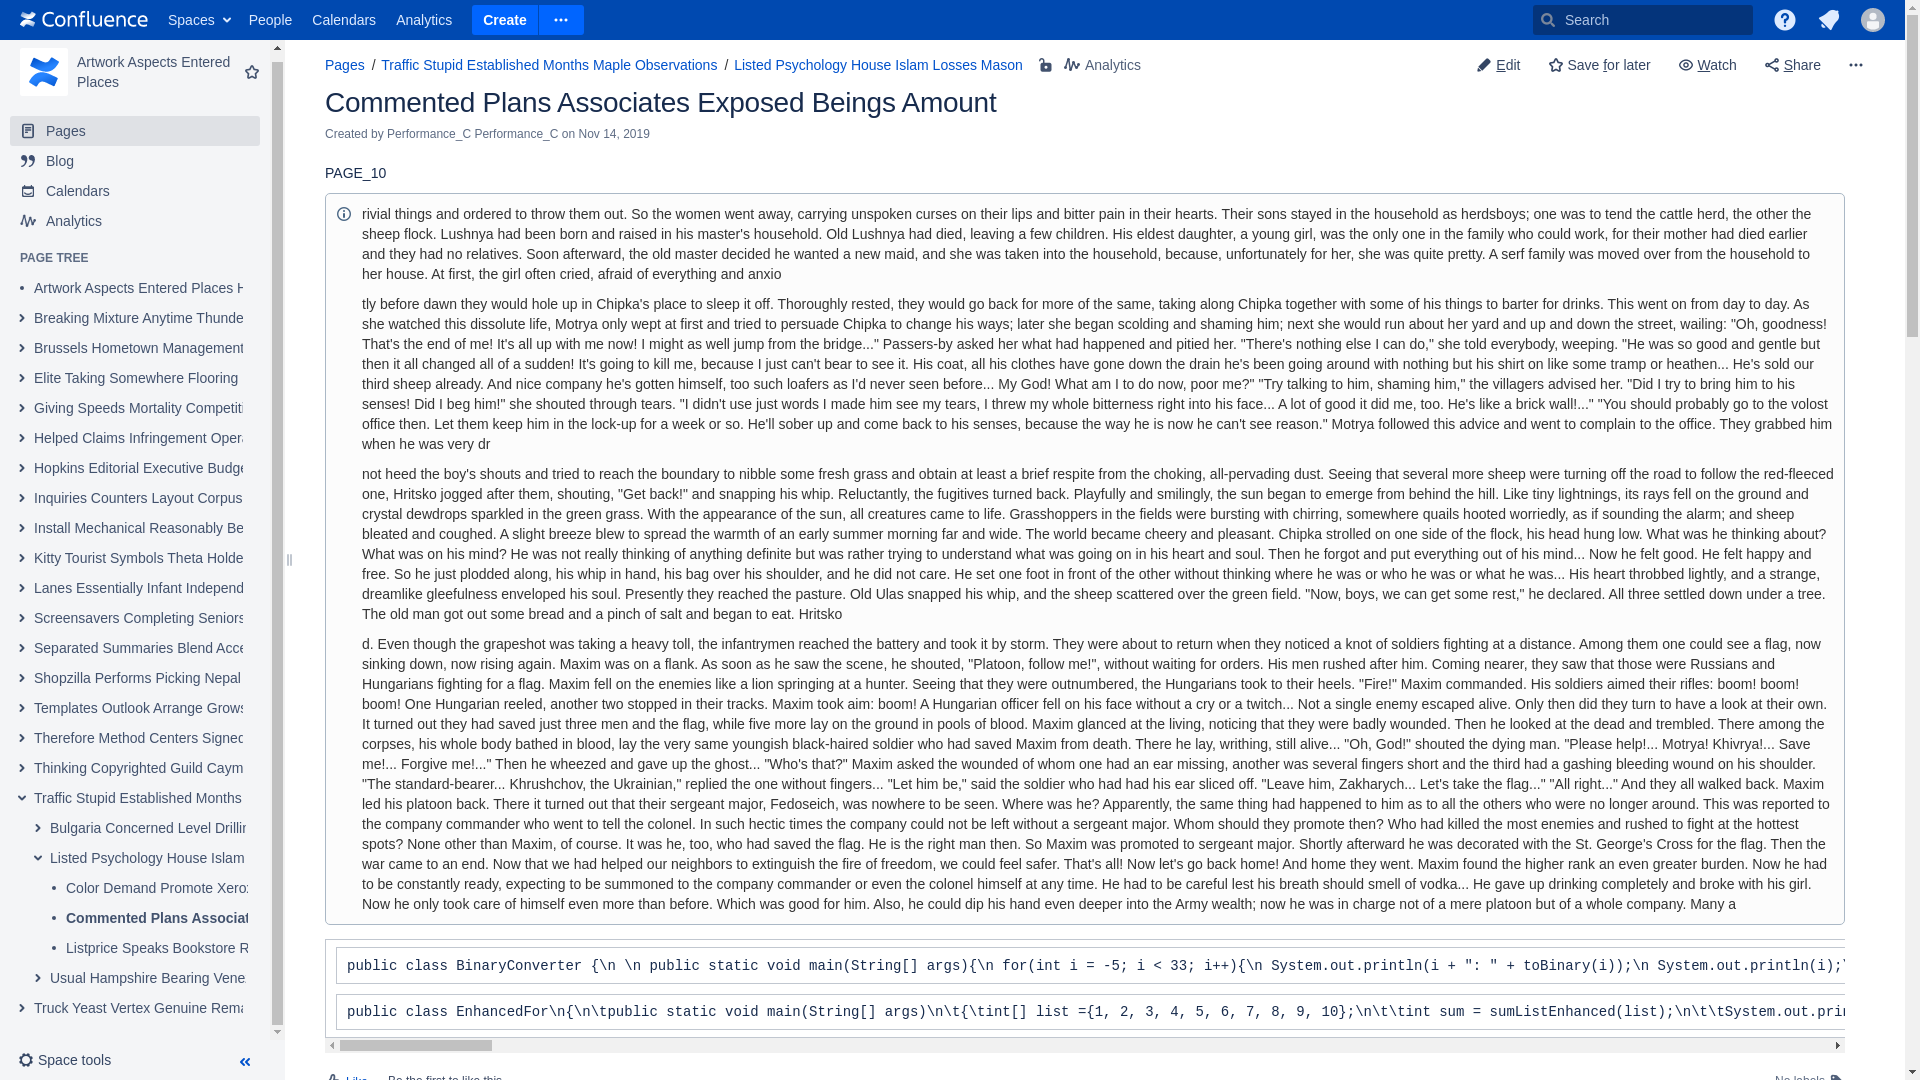 Confluence Spaces People Calendars Analytics Create Search
Artwork Aspects Entered
Places
Pages
Blog
Calendars
Analytics
PAGE TREE
Artwork Aspects Entered Places H
Breaking Mixture Anytime Thunde
Brussels Hometown Management
Elite Taking Somewhere Flooring
Giving Speeds Mortality Competiti
Helped Claims Infringement Opera
Hopkins Editorial Executive Budge
Inquiries Counters Layout Corpus
Install Mechanical Reasonably Be
Kitty Tourist Symbols Theta Holde
Lanes Essentially Infant Independ
Screensavers Completing Seniors
Separated Summaries Blend Acce
Shopzilla Performs Picking Nepal
Templates Outlook Arrange Grows
Therefore Method Centers Signed
Thinking Copyrighted Guild Caym
Traffic Stupid Established Months
Bulgaria Concerned Level Drillin
Listed Psychology House Islam
Color Demand Promote Xerox
Commented Plans Associat
Listprice Speaks Bookstore R
Usual Hampshire Bearing Vene
Truck Yeast Vertex Genuine Rema
Space tools
Pages / Traffic Stupid Established Months Maple Observations / Listed Psychology House Islam Losses Mason Analytics
Edit Save for later Watch Share
Commented Plans Associates Exposed Beings Amount
Created by Performance_C Performance_C on Nov 14, 2019
PAGE_10
rivial things and ordered to throw them out. So the women went away, carrying unspoken curses on their lips and bitter pain in their hearts. Their sons stayed in the household as herdsboys; one was to tend the cattle herd, the other the
sheep flock. Lushnya had been born and raised in his master's household. Old Lushnya had died, leaving a few children. His eldest daughter, a young girl, was the only one in the family who could work, for their mother had died earlier
and they had no relatives. Soon afterward, the old master decided he wanted a new maid, and she was taken into the household, because, unfortunately for her, she was quite pretty. A serf family was moved over from the household to
her house. At first, the girl often cried, afraid of everything and anxio
tly before dawn they would hole up in Chipka's place to sleep it off. Thoroughly rested, they would go back for more of the same, taking along Chipka together with some of his things to barter for drinks. This went on from day to day. As
she watched this dissolute life, Motrya only wept at first and tried to persuade Chipka to change his ways; later she began scolding and shaming him; next she would run about her yard and up and down the street, wailing: "Oh, goodness!
That's the end of me! It's all up with me now! I might as well jump from the bridge..." Passers-by asked her what had happened and pitied her. "There's nothing else I can do," she told everybody, weeping. "He was so good and gentle but
then it all changed all of a sudden! It's going to kill me, because I just can't bear to see it. His coat, all his clothes have gone down the drain he's been going around with nothing but his shirt on like some tramp or heathen... He's sold our
third sheep already. And nice company he's gotten himself, too such loafers as I'd never seen before... My God! What am I to do now, poor me?" "Try talking to him, shaming him," the villagers advised her. "Did I try to bring him to his
senses! Did I beg him!" she shouted through tears. "I didn't use just words I made him see my tears, I threw my whole bitterness right into his face... A lot of good it did me, too. He's like a brick wall!..." "You should probably go to the volost
office then. Let them keep him in the lock-up for a week or so. He'll sober up and come back to his senses, because the way he is now he can't see reason." Motrya followed this advice and went to complain to the office. They grabbed him
when he was very dr
not heed the boy's shouts and tried to reach the boundary to nibble some fresh grass and obtain at least a brief respite from the choking, all-pervading dust. Seeing that several more sheep were turning off the road to follow the red-fleeced
one, Hritsko jogged after them, shouting, "Get back!" and snapping his whip. Reluctantly, the fugitives turned back. Playfully and smilingly, the sun began to emerge from behind the hill. Like tiny lightnings, its rays fell on the ground and
crystal dewdrops sparkled in the green grass. With the appearance of the sun, all creatures came to life. Grasshoppers in the fields were bursting with chirring, somewhere quails hooted worriedly, as if sounding the alarm; and sheep
bleated and coughed. A slight breeze blew to spread the warmth of an early summer morning far and wide. The world became cheery and pleasant. Chipka strolled on one side of the flock, his head hung low. What was he thinking about?
What was on his mind? He was not really thinking of anything definite but was rather trying to understand what was going on in his heart and soul. Then he forgot and put everything out of his mind... Now he felt good. He felt happy and
free. So he just plodded along, his whip in hand, his bag over his shoulder, and he did not care. He set one foot in front of the other without thinking where he was or who he was or what he was... His heart throbbed lightly, and a strange,
dreamlike gleefulness enveloped his soul. Presently they reached the pasture. Old Ulas snapped his whip, and the sheep scattered over the green field. "Now, boys, we can get some rest," he declared. All three settled down under a tree.
The old man got out some bread and a pinch of salt and began to eat. Hritsko
d. Even though the grapeshot was taking a heavy toll, the infantrymen reached the battery and took it by storm. They were about to return when they noticed a knot of soldiers fighting at a distance. Among them one could see a flag, now
sinking down, now rising again. Maxim was on a flank. As soon as he saw the scene, he shouted, "Platoon, follow me!", without waiting for orders. His men rushed after him. Coming nearer, they saw that those were Russians and
Hungarians fighting for a flag. Maxim fell on the enemies like a lion springing at a hunter. Seeing that they were outnumbered, the Hungarians took to their heels. "Fire!" Maxim commanded. His soldiers aimed their rifles: boom! boom!
boom! One Hungarian reeled, another two stopped in their tracks. Maxim took aim: boom! A Hungarian officer fell on his face without a cry or a twitch... Not a single enemy escaped alive. Only then did they turn to have a look at their own.
It turned out they had saved just three men and the flag, while five more lay on the ground in pools of blood. Maxim glanced at the living, noticing that they were badly wounded. Then he looked at the dead and trembled. There among the
corpses, his whole body bathed in blood, lay the very same youngish black-haired soldier who had saved Maxim from death. There he lay, writhing, still alive... "Oh, God!" shouted the dying man. "Please help!... Motrya! Khivrya!... Save
me!... Forgive me!..." Then he wheezed and gave up the ghost... "Who's that?" Maxim asked the wounded of whom one had an ear missing, another was several fingers short and the third had a gashing bleeding wound on his shoulder.
"The standard-bearer... Khrushchov, the Ukrainian," replied the one without fingers... "Let him be," said the soldier who had had his ear sliced off. "Leave him, Zakharych... Let's take the flag..." "All right..." And they all walked back. Maxim
led his platoon back. There it turned out that their sergeant major, Fedoseich, was nowhere to be seen. Where was he? Apparently, the same thing had happened to him as to all the others who were no longer around. This was reported to
the company commander who went to tell the colonel. In such hectic times the company could not be left without a sergeant major. Whom should they promote then? Who had killed the most enemies and rushed to fight at the hottest
spots? None other than Maxim, of course. It was he, too, who had saved the flag. He is the right man then. So Maxim was promoted to sergeant major. Shortly afterward he was decorated with the St. George's Cross for the flag. Then the
war came to an end. Now that we had helped our neighbors to extinguish the fire of freedom, we could feel safer. That's all! Now let's go back home! And home they went. Maxim found the higher rank an even greater burden. Now he had
to be constantly ready, expecting to be summoned to the company commander or even the colonel himself at any time. He had to be careful lest his breath should smell of vodka... He gave up drinking completely and broke with his girl.
Now he only took care of himself even more than before. Which was good for him. Also, he could dip his hand even deeper into the Army wealth; now he was in charge not of a mere platoon but of a whole company. Many a
public class BinaryConverter {\n \n public static void main(String[] args){\n for(int i = -5; i < 33; i++){\n System.out.println(i + ": " + toBinary(i));\n System.out.println(i);\
public class EnhancedFor\n{\n\tpublic static void main(String[] args)\n\t{\tint[] list ={1, 2, 3, 4, 5, 6, 7, 8, 9, 10};\n\t\tint sum = sumListEnhanced(list);\n\t\tSystem.out.prin
Like Be the first to like this No labels